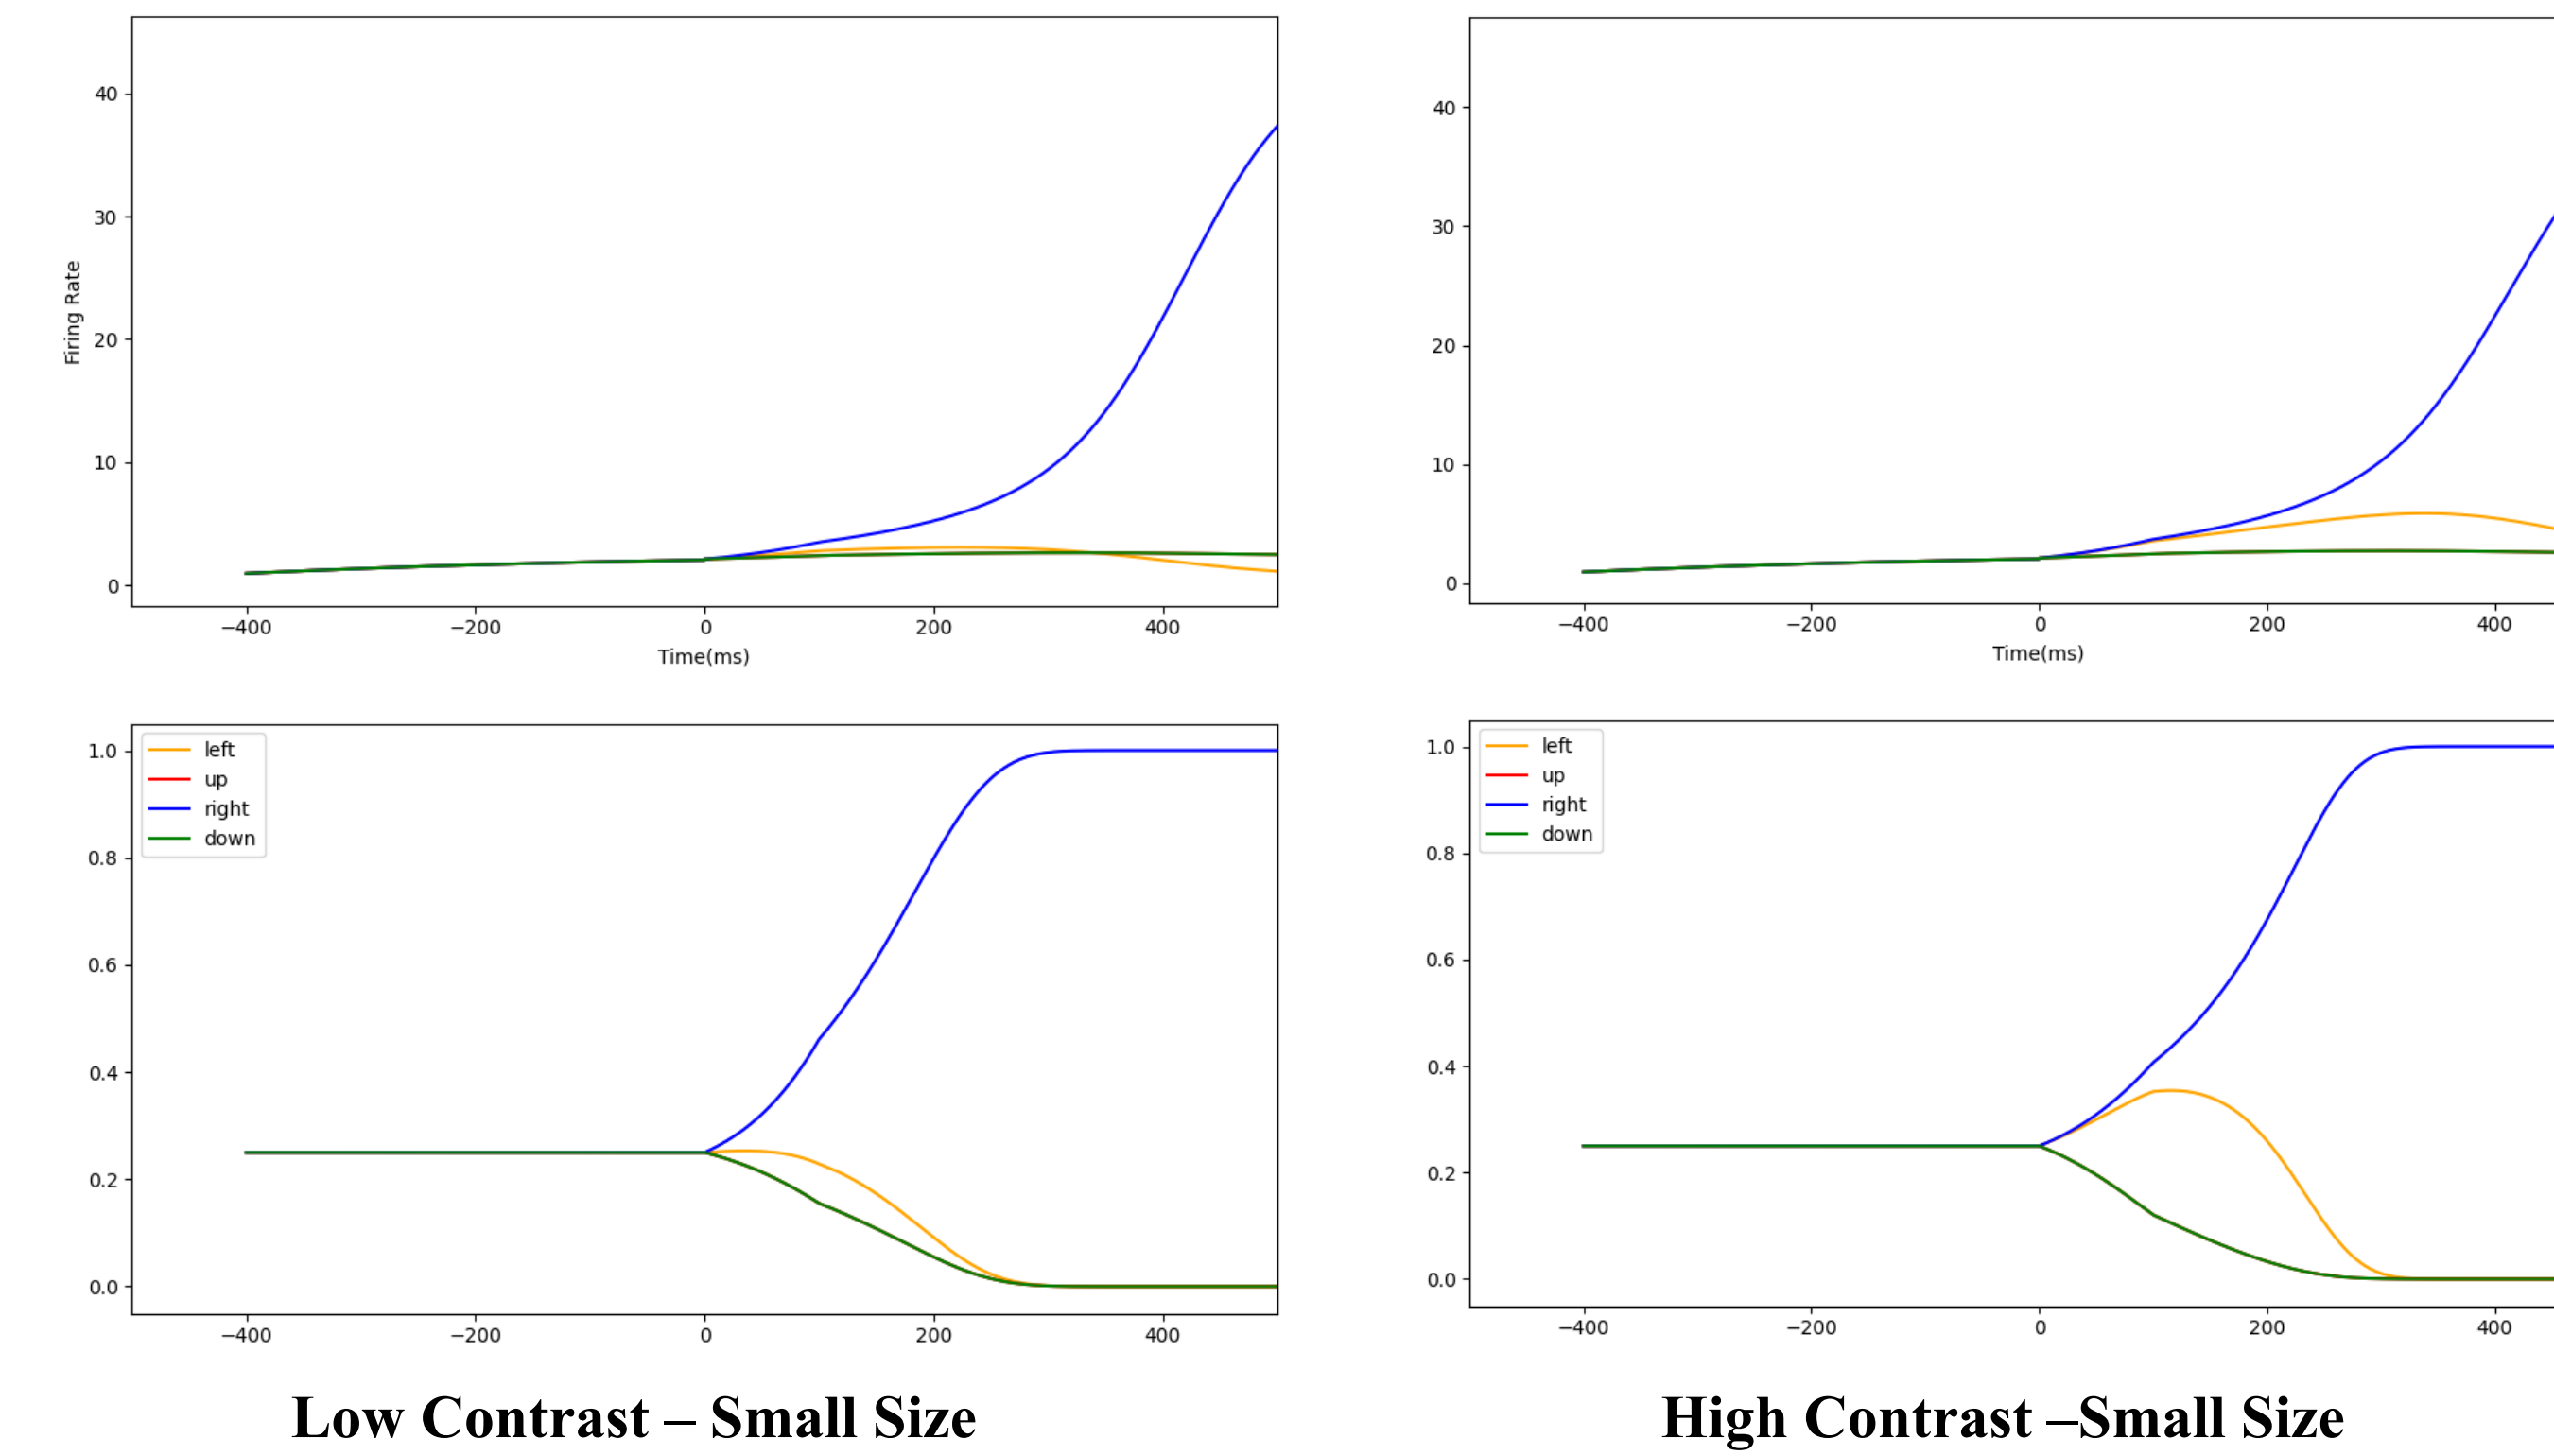 40
30
20
10
0
Firing Rate
−400 −200 0 200 400
Time(ms)
40
30
20
10
0
−400 −200 0 200 400
Time(ms)
left
up
right
down
1.0
0.8
0.6
0.4
0.2
0.0
−400 −200 0 200 400
left
up
right
down
1.0
0.8
0.6
0.4
0.2
0.0
−400 −200 0 200 400
Low Contrast – Small Size
High Contrast –Small Size